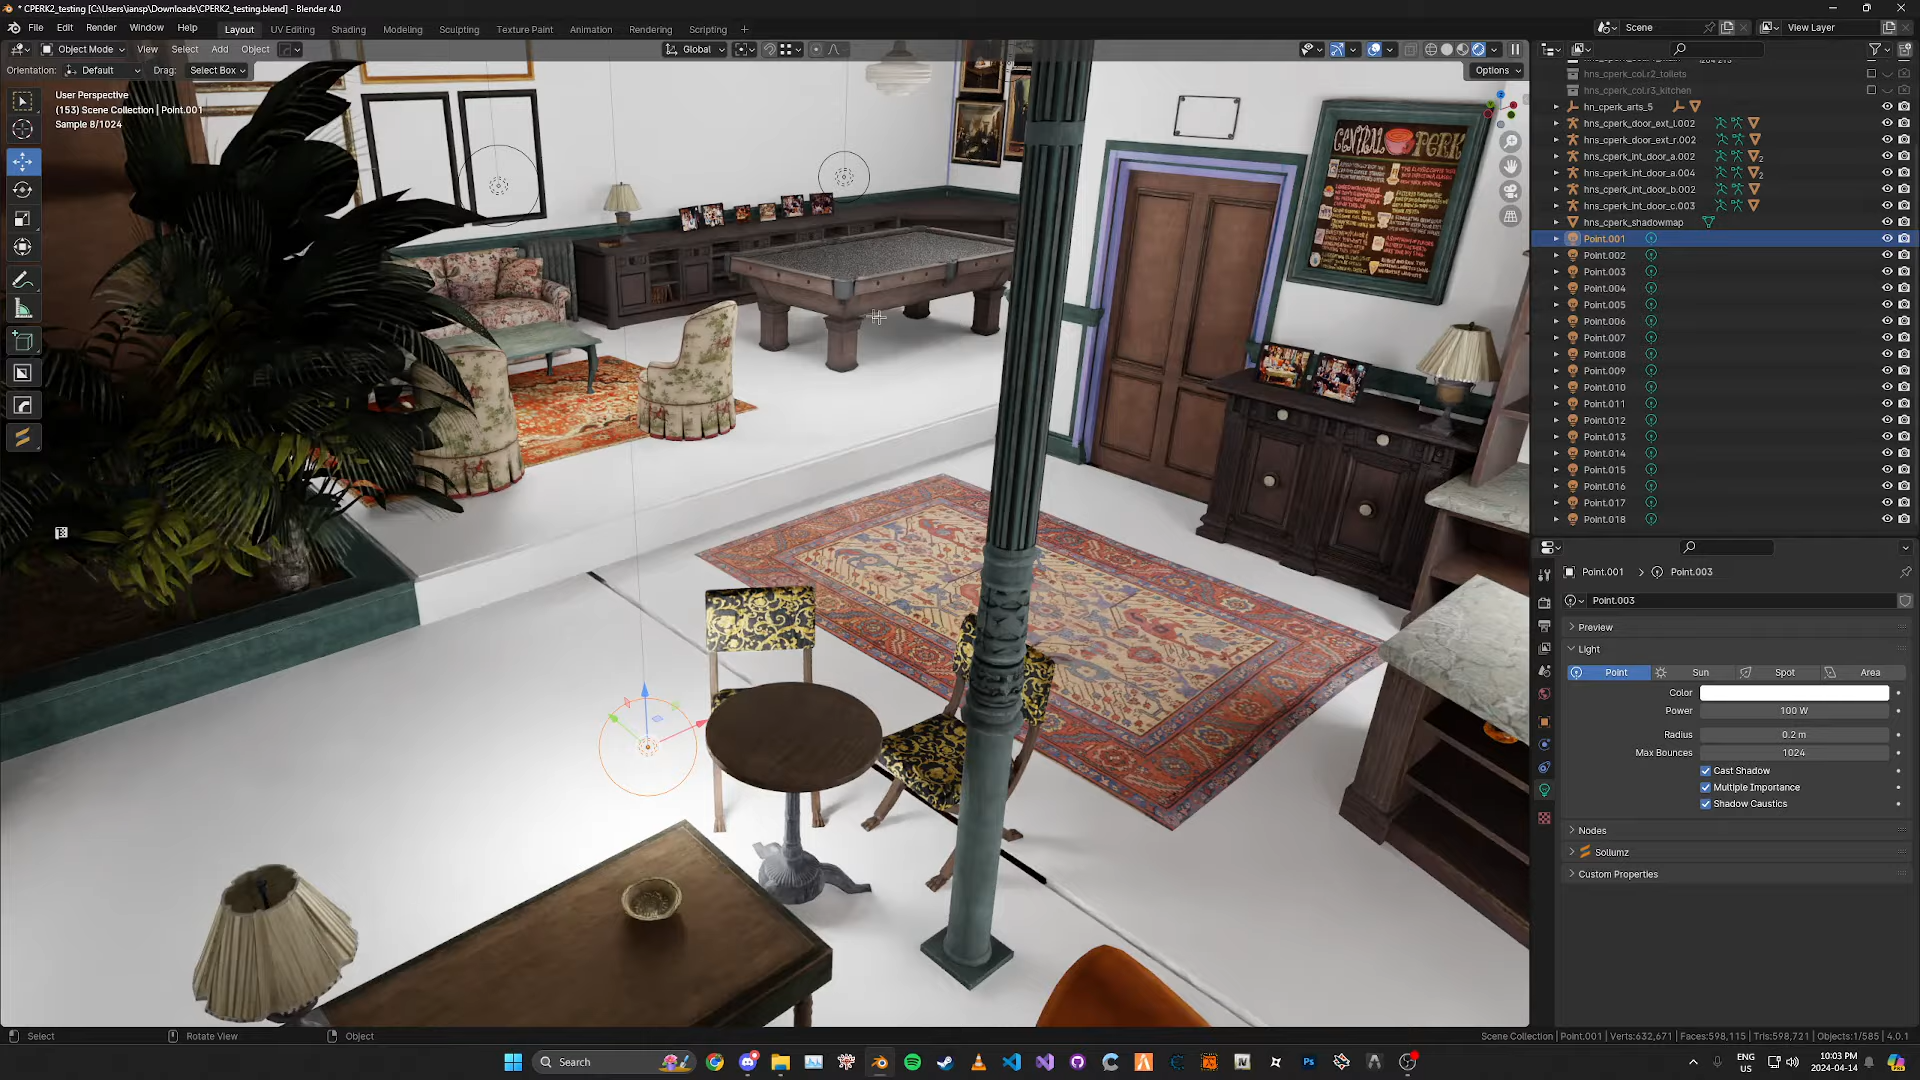 * CPERK2_testing [C:\Users\iansp\Downloads\CPERK2_testing.blend] - Blender 4.0
File Edit Render Window Help
Layout UV Editing Shading Modeling Sculpting Texture Paint Animation Rendering Scripting
Scene
View Layer
Object Mode View Select Add Object
Global
Orientation: Default Drag: Select Box
Options
User Perspective
(153) Scene Collection | Point.001
Sample 8/1024
CENTRAL PERK
hns_cperk_col.r2_toilets
hns_cperk_col.r3_kitchen
hn_cperk_arts_5
hns_cperk_door_ext_l.002
hns_cperk_door_ext_r.002
hns_cperk_int_door_a.002
hns_cperk_int_door_a.004
hns_cperk_int_door_b.002
hns_cperk_int_door_c.003
hns_cperk_shadowmap
Point.001
Point.002
Point.003
Point.004
Point.005
Point.006
Point.007
Point.008
Point.009
Point.010
Point.011
Point.012
Point.013
Point.014
Point.015
Point.016
Point.017
Point.018
Point.001 > Point.003
Point.003
Preview
Light
Point Sun Spot Area
Color
Power 100 W
Radius 0.2 m
Max Bounces 1024
Cast Shadow
Multiple Importance
Shadow Caustics
Nodes
Sollumz
Custom Properties
Select Rotate View Object
Scene Collection | Point.001 | Verts:632,671 | Faces:598,115 | Tris:598,721 | Objects:1/585 | 4.0.1
Search
ENG
US
10:03 PM
2024-04-14